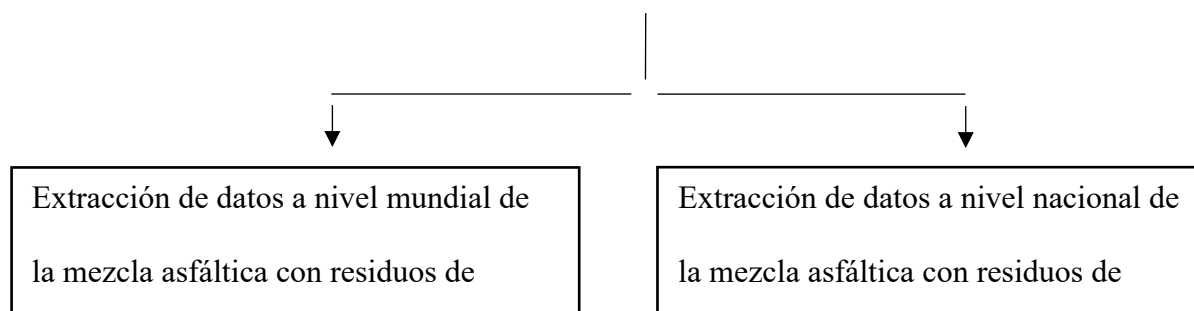 Extracción de datos a nivel mundial de
la mezcla asfáltica con residuos de
Extracción de datos a nivel nacional de
la mezcla asfáltica con residuos de